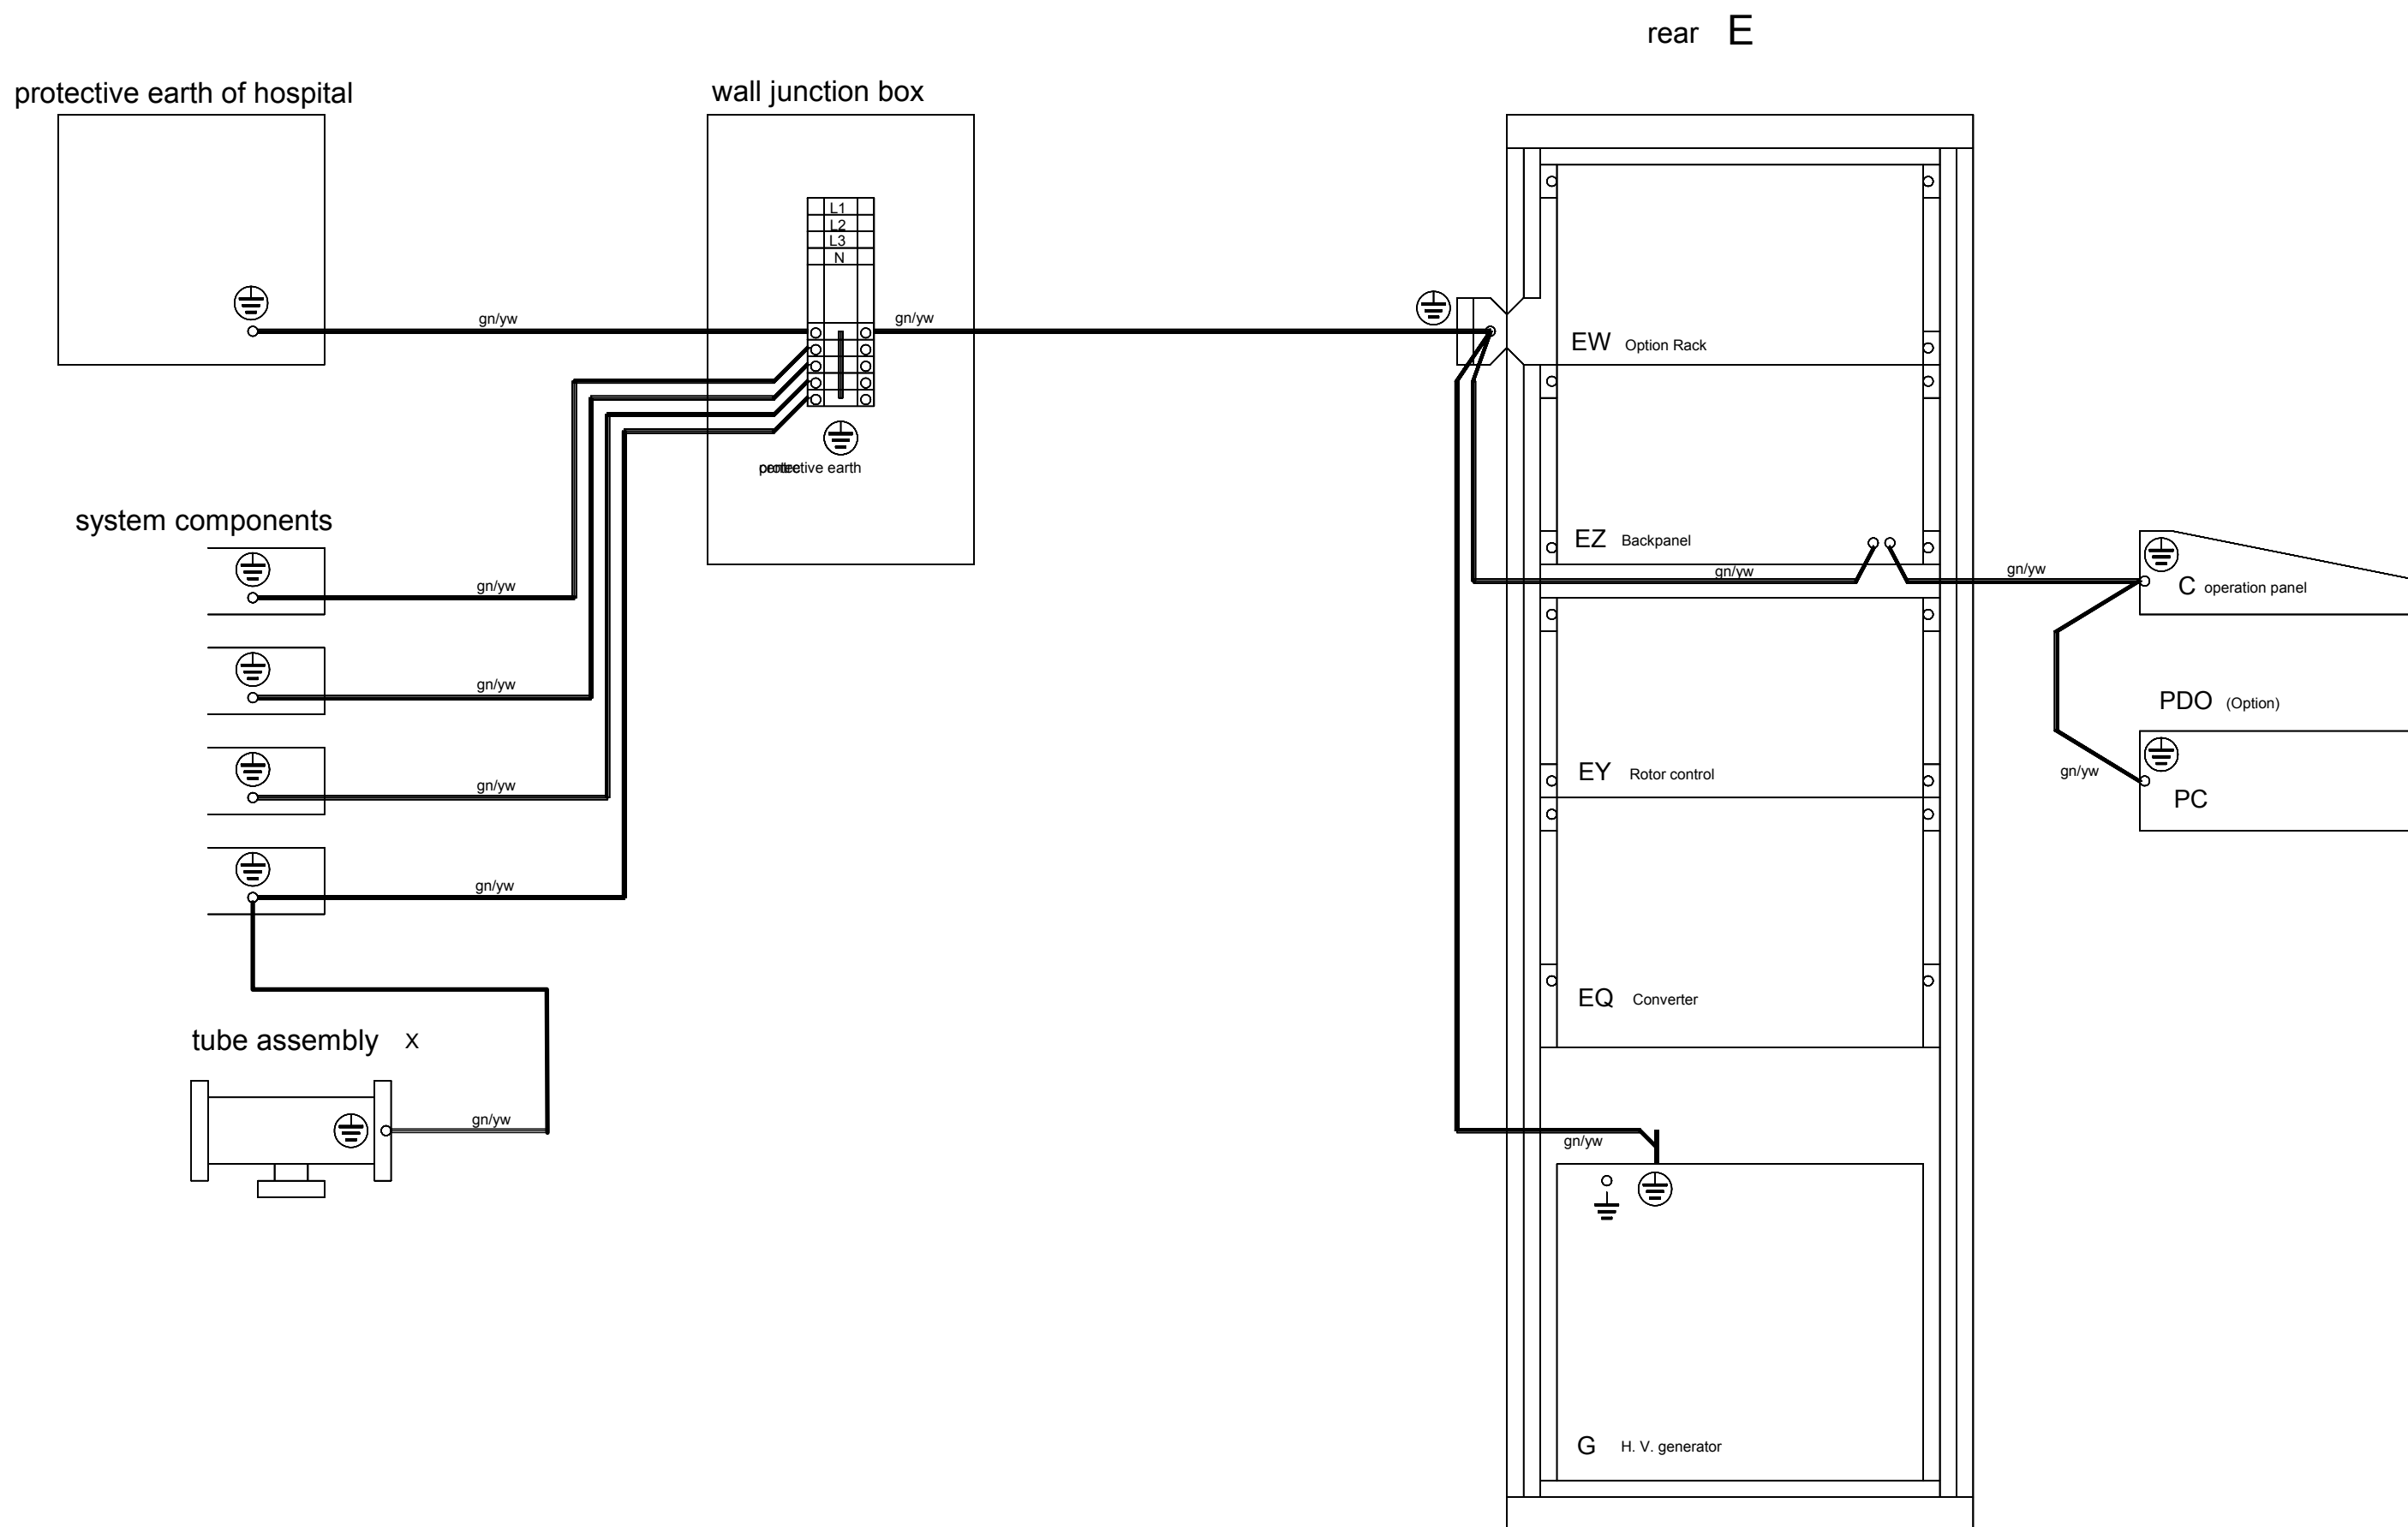 rear E
protective earth of hospital
wall junction box
L1
L2
L3
N
gn/yw
gn/yw
EW Option Rack
protective earth
system components
gn/yw
gn/yw
gn/yw
gn/yw
EZ Backpanel
gn/yw
gn/yw
C operation panel
PDO (Option)
gn/yw
PC
EY Rotor control
EQ Converter
tube assembly X
gn/yw
gn/yw
G H. V. generator